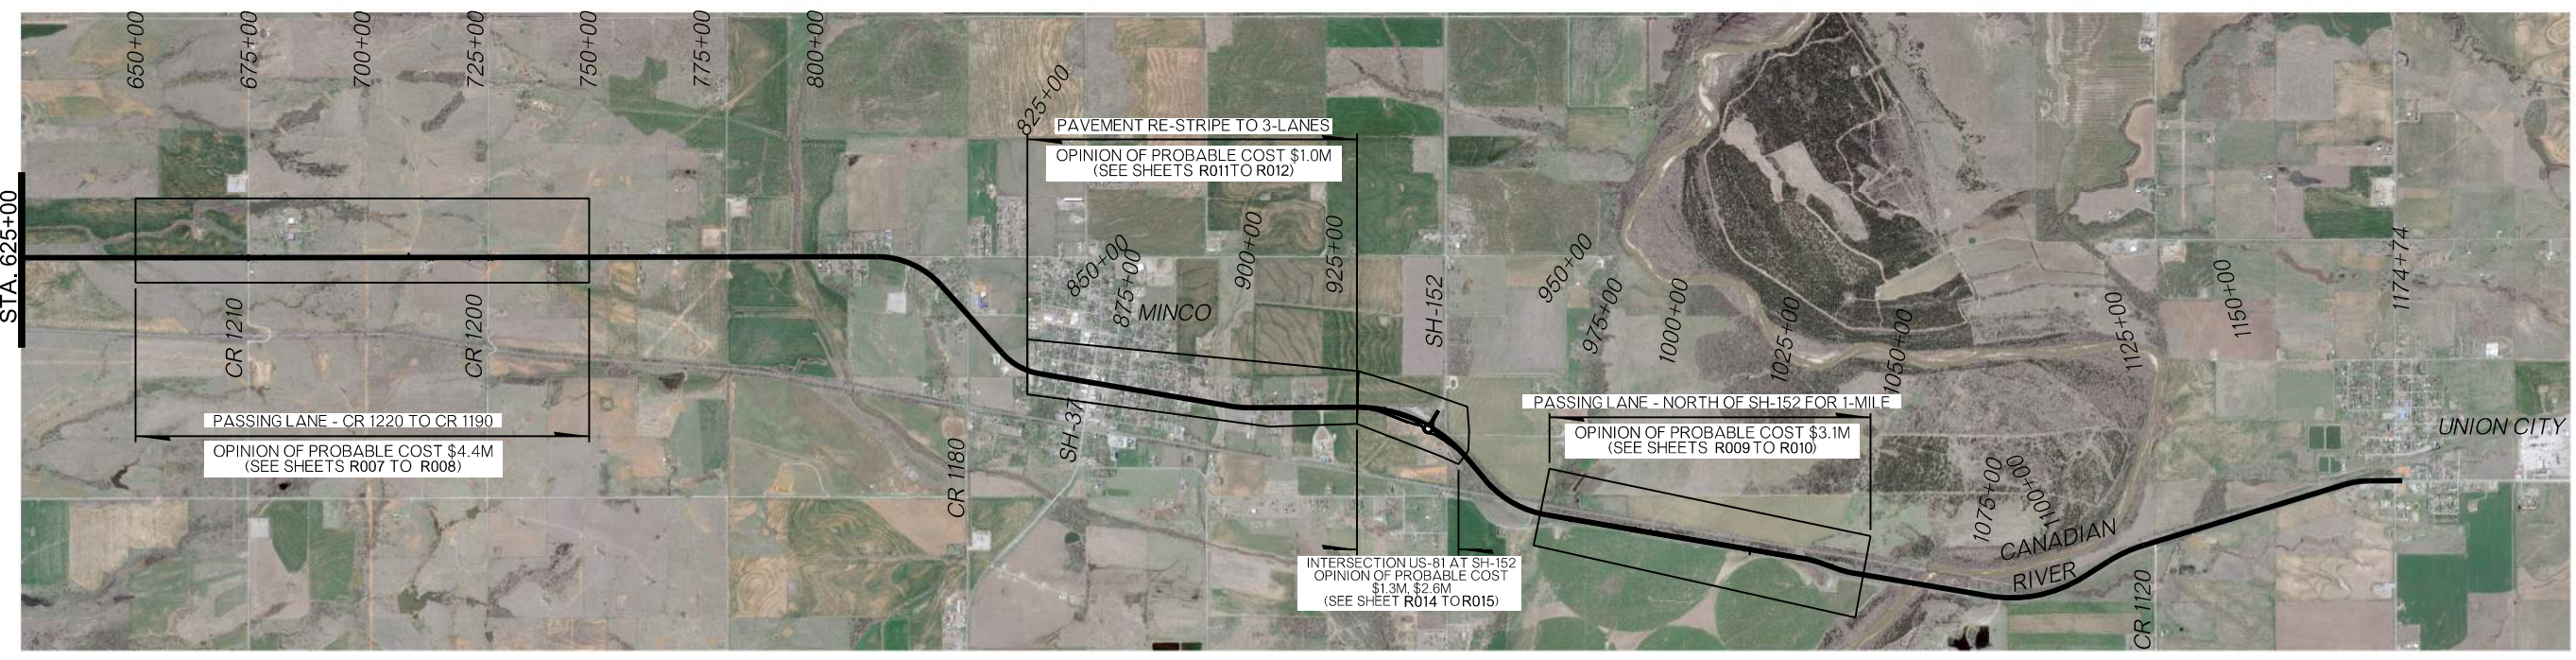 STA. 625+00
650+00
675+00
700+00
725+00
750+00
775+00
800+00
825+00
PAVEMENT RE-STRIPE TO 3-LANES
OPINION OF PROBABLE COST $1.0M
(SEE SHEETS R011TO R012)
850+00
875+00
MINCO
900+00
925+00
SH-152
950+00
975+00
1000+00
1025+00
1050+00
1125+00
1150+00
1174+74
CR 1210
CR 1200
PASSING LANE - CR 1220 TO CR 1190
OPINION OF PROBABLE COST $4.4M
(SEE SHEETS R007 TO R008)
CR 1180
SH-37
PASSING LANE - NORTH OF SH-152 FOR 1-MILE
OPINION OF PROBABLE COST $3.1M
(SEE SHEETS R009 TO R010)
UNION CITY
INTERSECTION US-81 AT SH-152
OPINION OF PROBABLE COST
$1.3M, $2.6M
(SEE SHEET R014 TO R015)
1075+00
1100+00
CANADIAN
RIVER
CR 1120